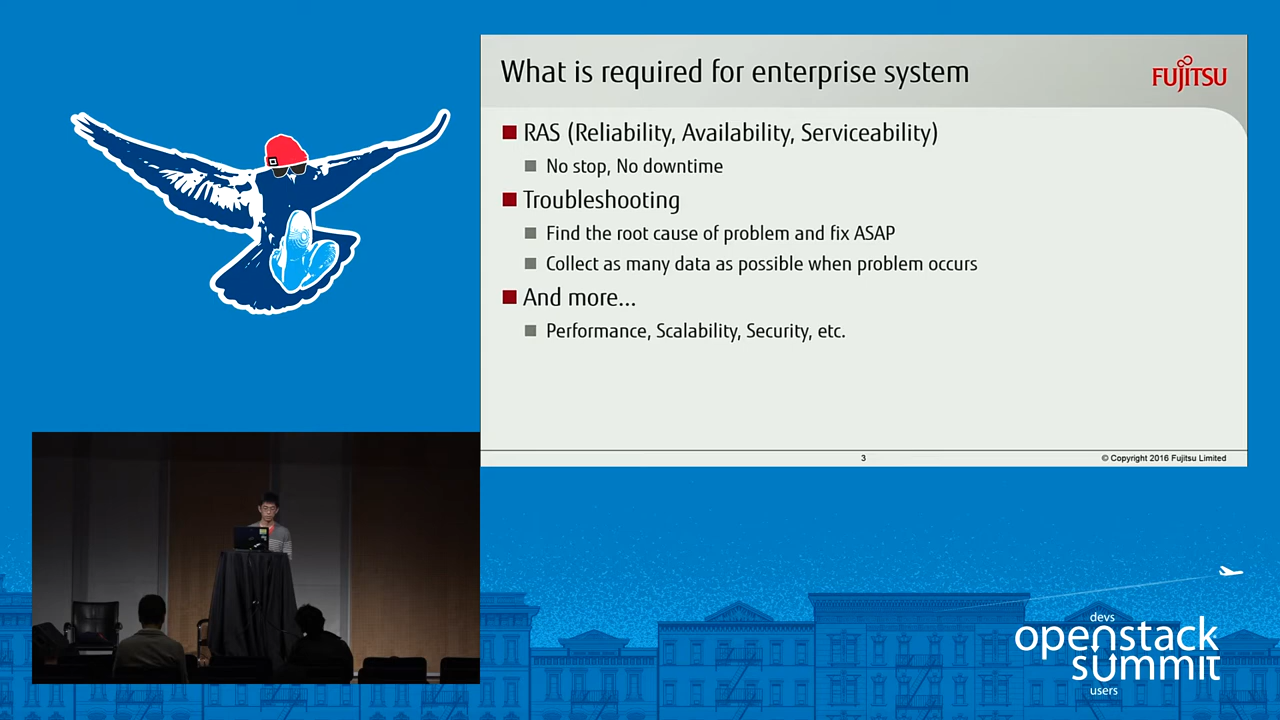 What is required for enterprise system
FUJITSU
RAS (Reliability, Availability, Serviceability)
No stop, No downtime
Troubleshooting
Find the root cause of problem and fix ASAP
Collect as many data as possible when problem occurs
And more...
Performance, Scalability, Security, etc.
3
© Copyright 2016 Fujitsu Limited
devs
openstack
summit
users